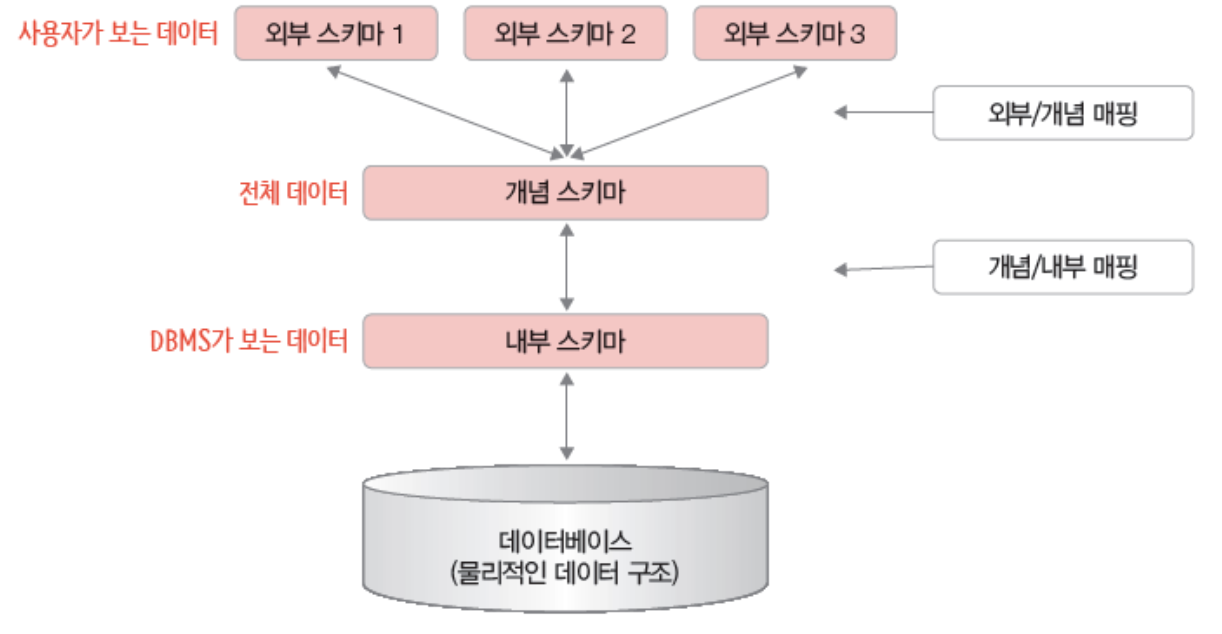 사용자가 보는 데이터
외부 스키마 1
외부 스키마 2
외부 스키마 3
외부/개념 매핑
전체 데이터
개념 스키마
개념/내부 매핑
DBMS가 보는 데이터
내부 스키마
데이터베이스
(물리적인 데이터 구조)